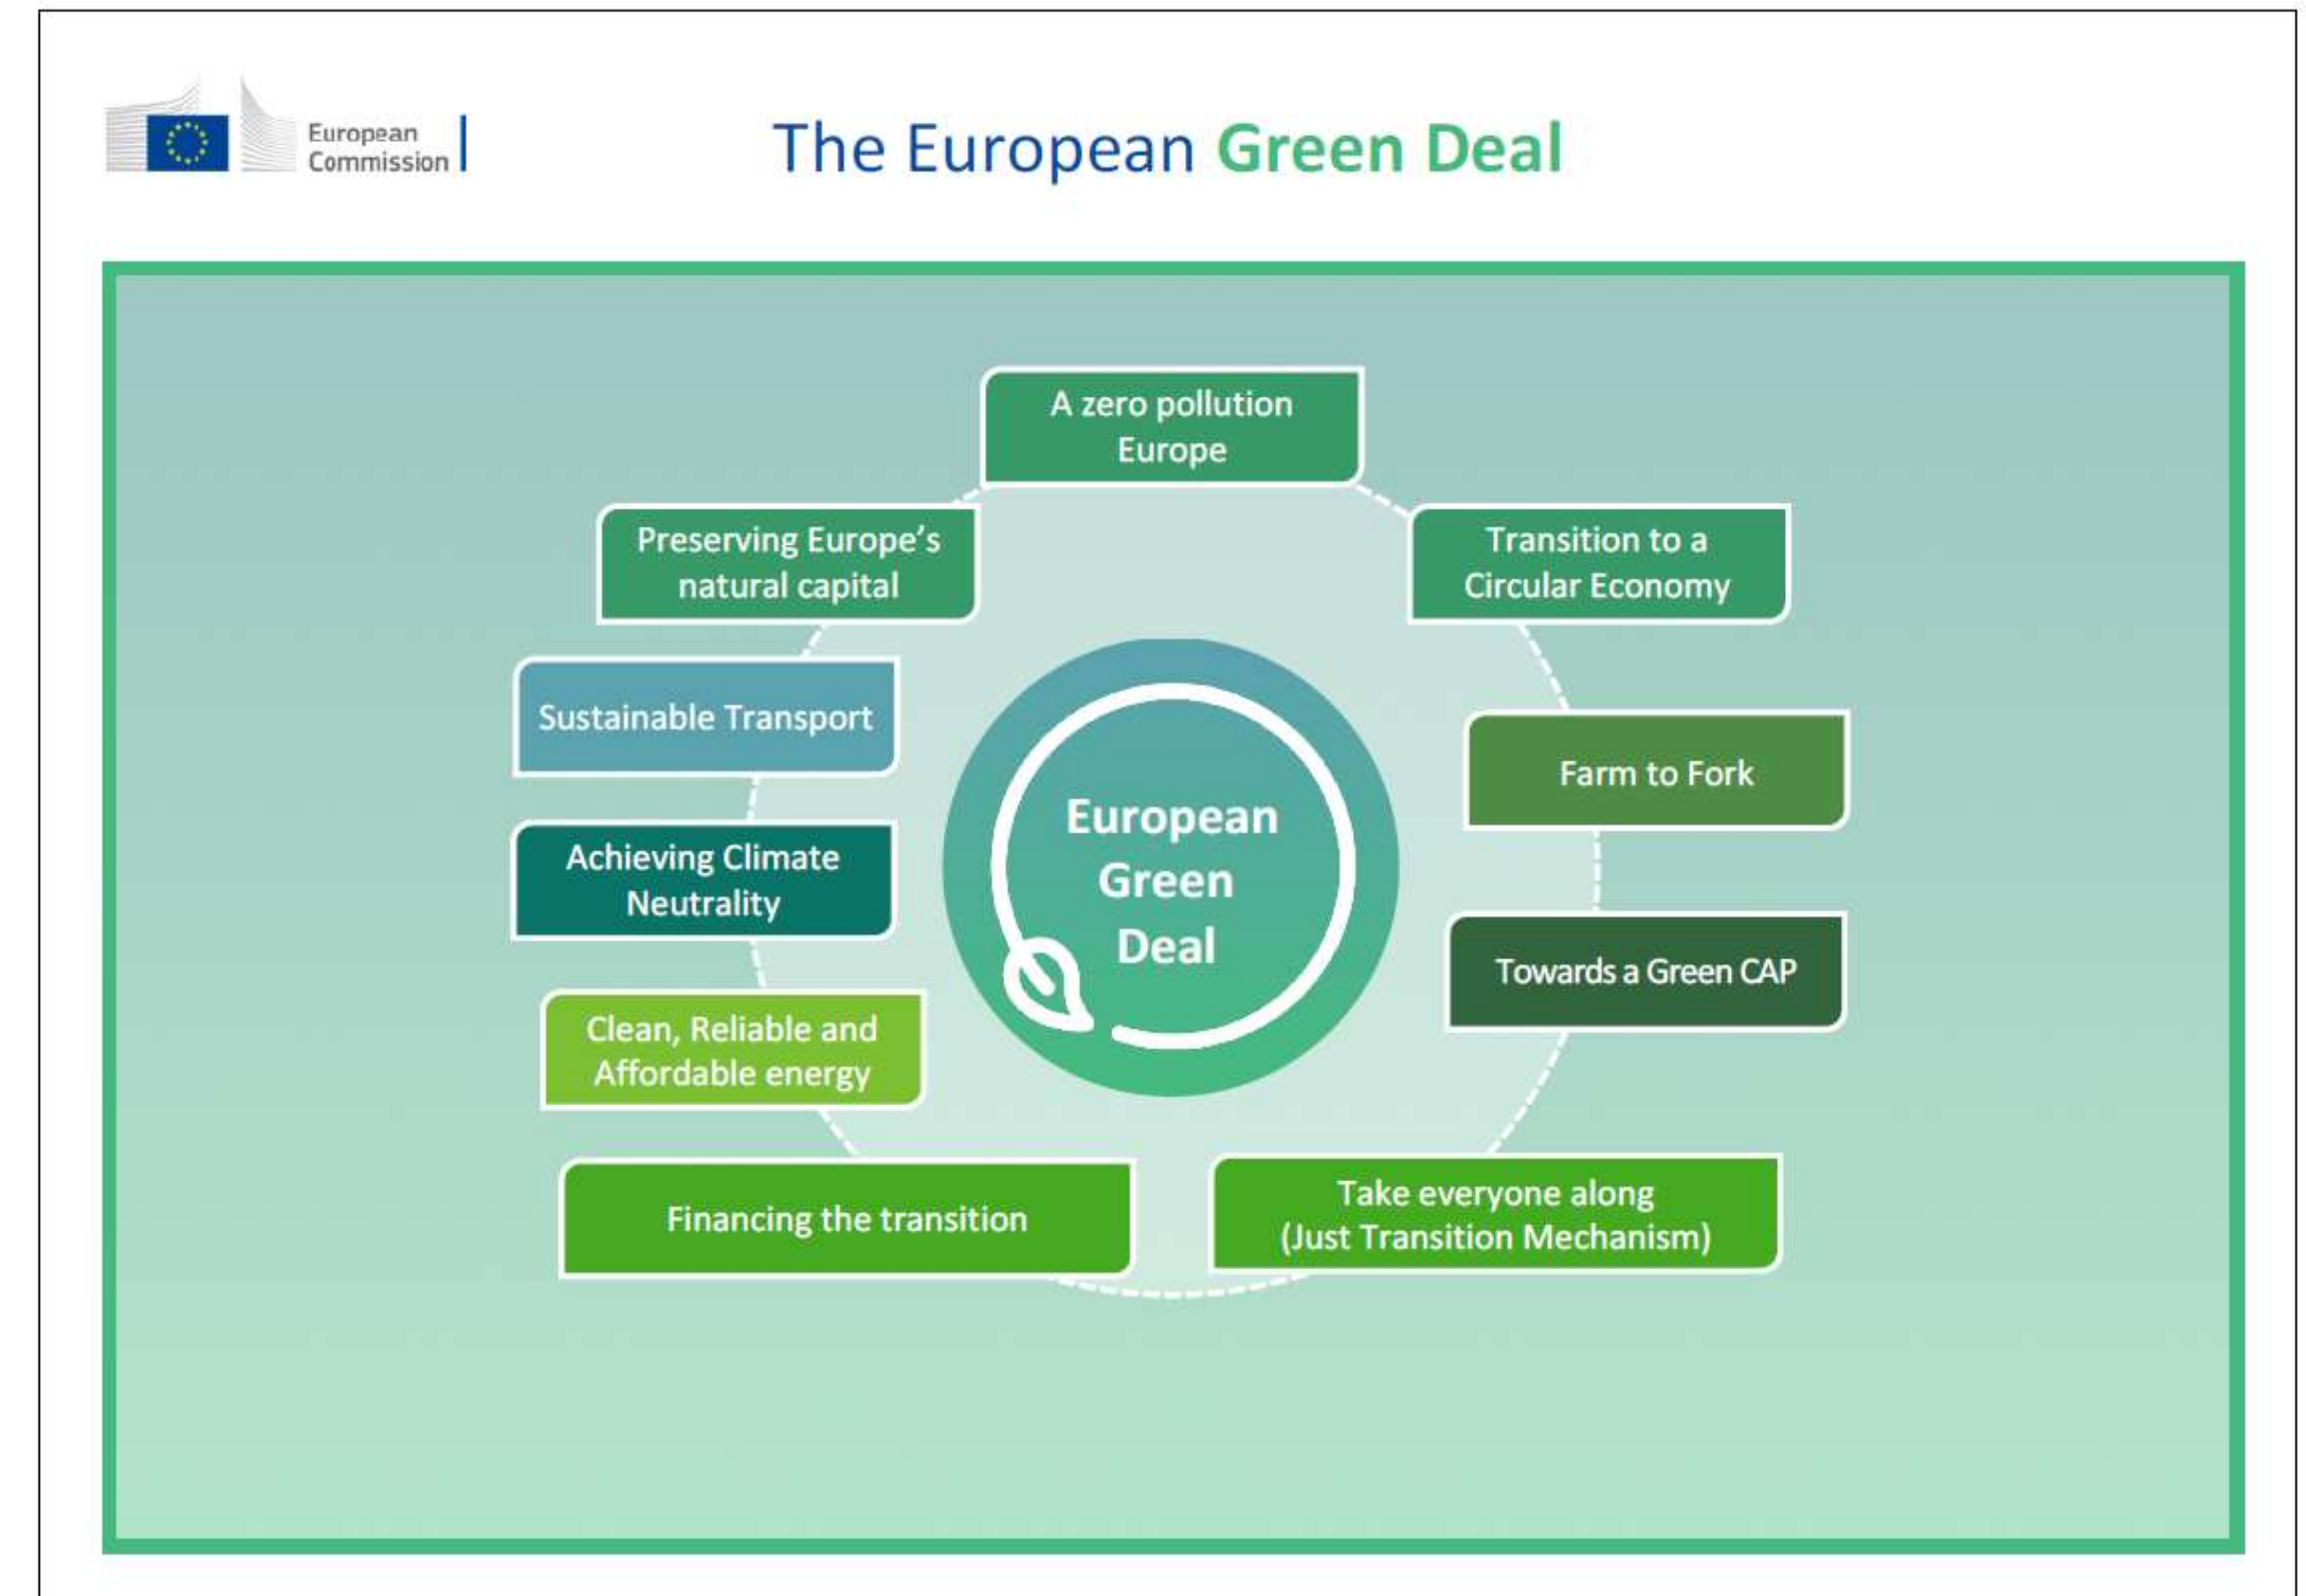 European
Commission
The European Green Deal
A zero pollution
Europe
Preserving Europe's
natural capital
Transition to a
Circular Economy
Sustainable Transport
Farm to Fork
European
Green
Deal
Achieving Climate
Neutrality
Towards a Green CAP
Clean, Reliable and
Affordable energy
Financing the transition
Take everyone along
(Just Transition Mechanism)